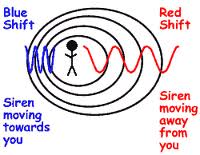 Blue
Shift
Red
Shift
Siren
moving
towards
you
Siren
moving
away
from
you